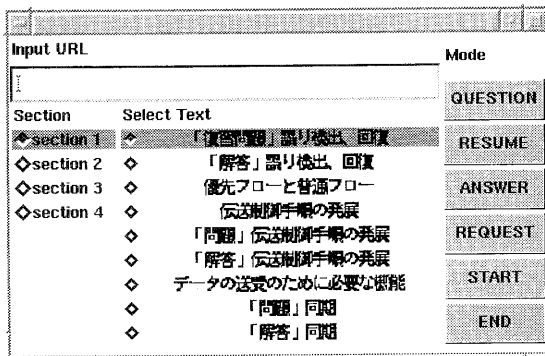 Input URL
Mode
QUESTION
RESUME
ANSWER
REQUEST
START
END
Section
section 1
section 2
section 3
section 4
Select Text
「復習問題」誤り検出、回復
「解答」誤り検出、回復
優先フローと普通フロー
伝送制御手順の発展
「問題」伝送制御手順の発展
「解答」伝送制御手順の発展
データの送受のために必要な機能
「問題」同期
「解答」同期